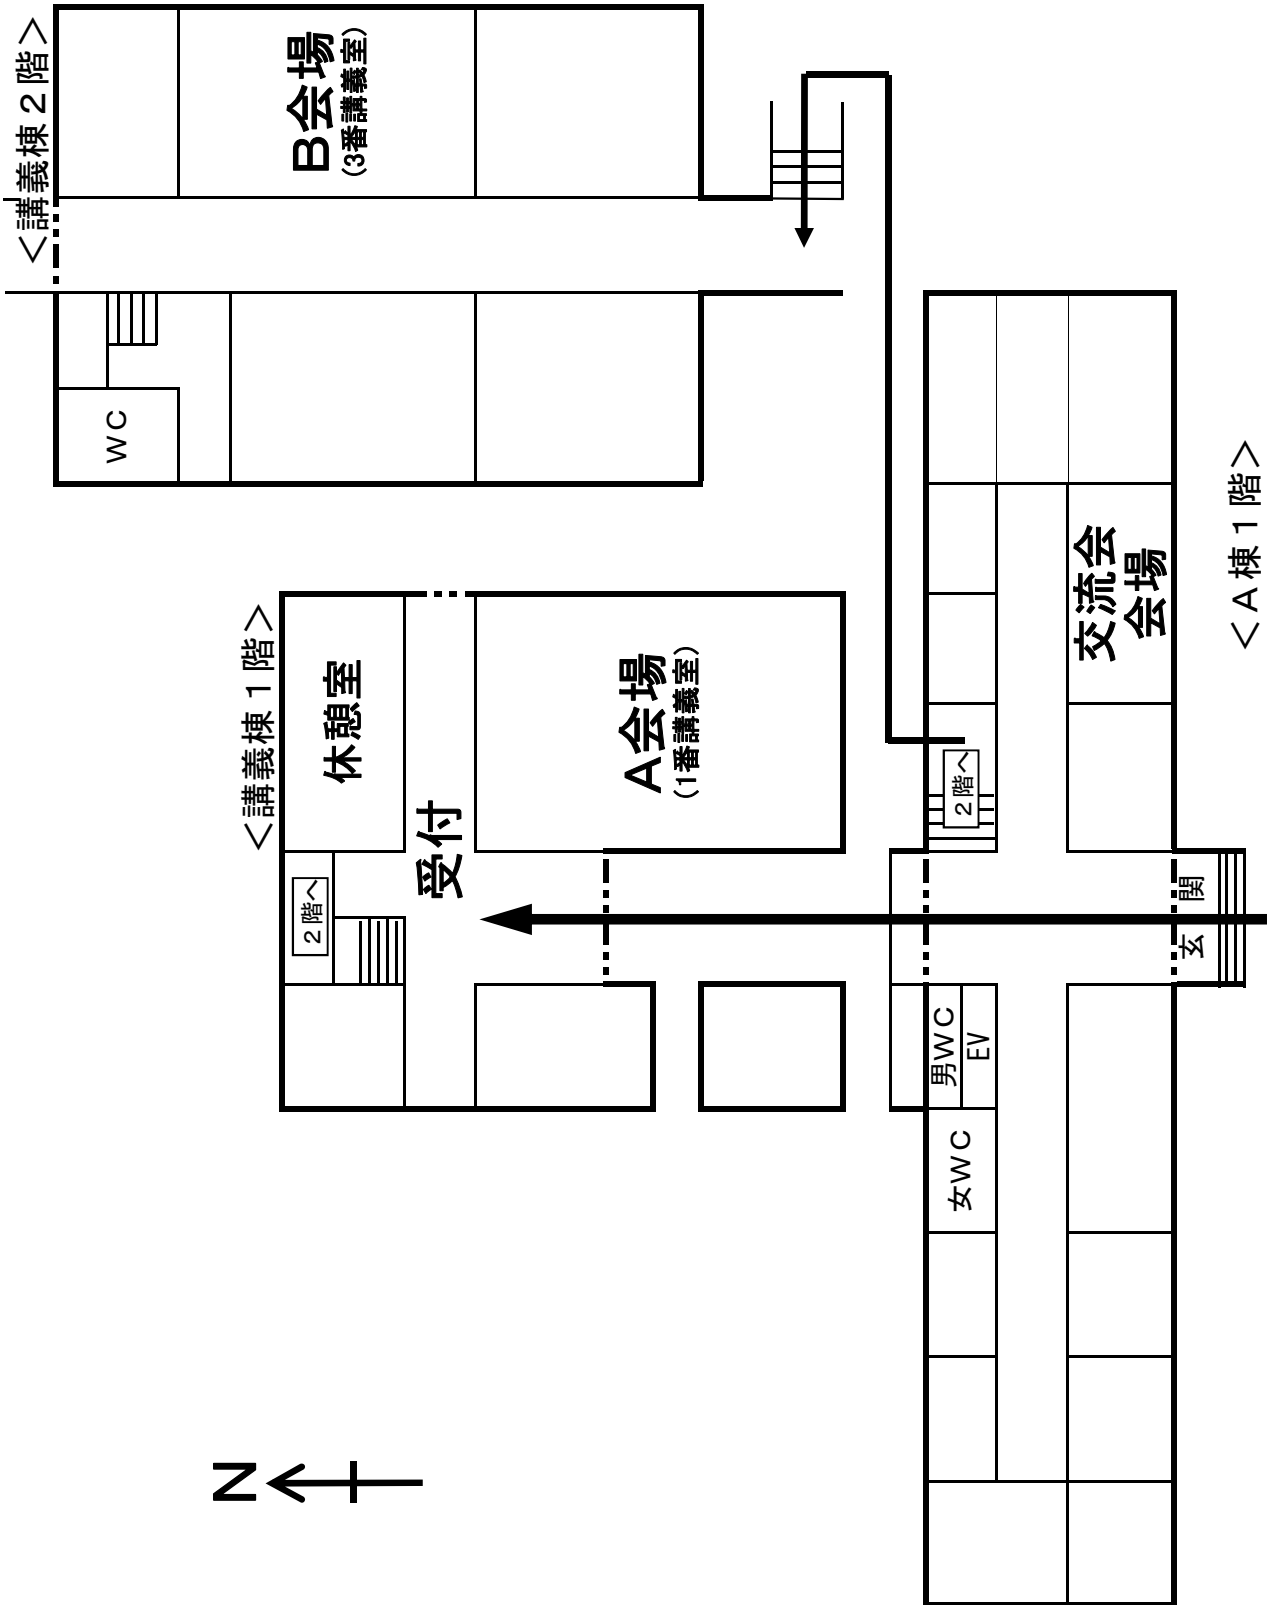 ＜講義棟２階＞
B会場
（3番講義室）
ＷＣ
＜講義棟１階＞
休憩室
２階へ
受付
A会場
（1番講義室）
２階へ
交流会
会場
＜Ａ棟１階＞
玄関
男ＷＣ
EV
女ＷＣ
N